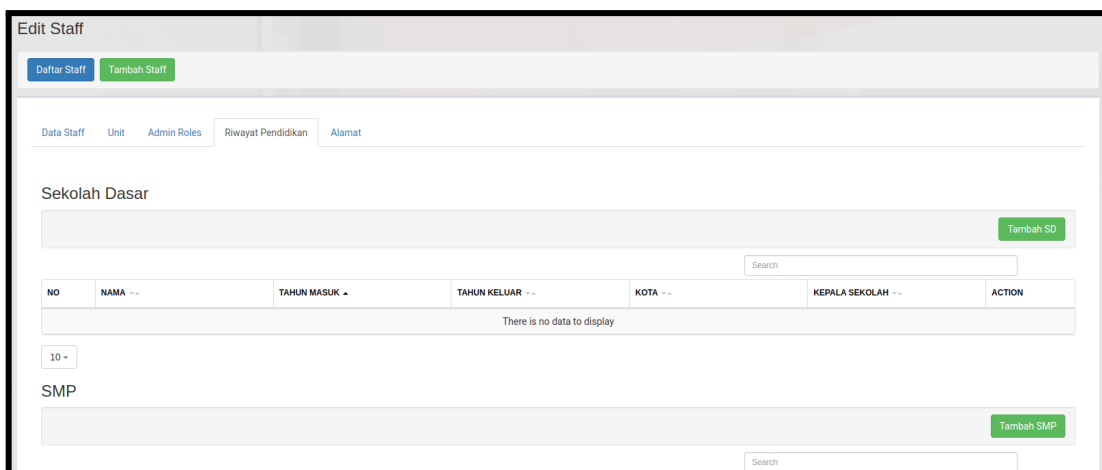 Edit Staff
Daftar Staff Tambah Staff
Data Staff Unit Admin Roles Riwayat Pendidikan Alamat
Sekolah Dasar
Tambah SD
Search
NO NAMA TAHUN MASUK TAHUN KELUAR KOTA KEPALA SEKOLAH ACTION
There is no data to display
10
SMP
Tambah SMP
Search